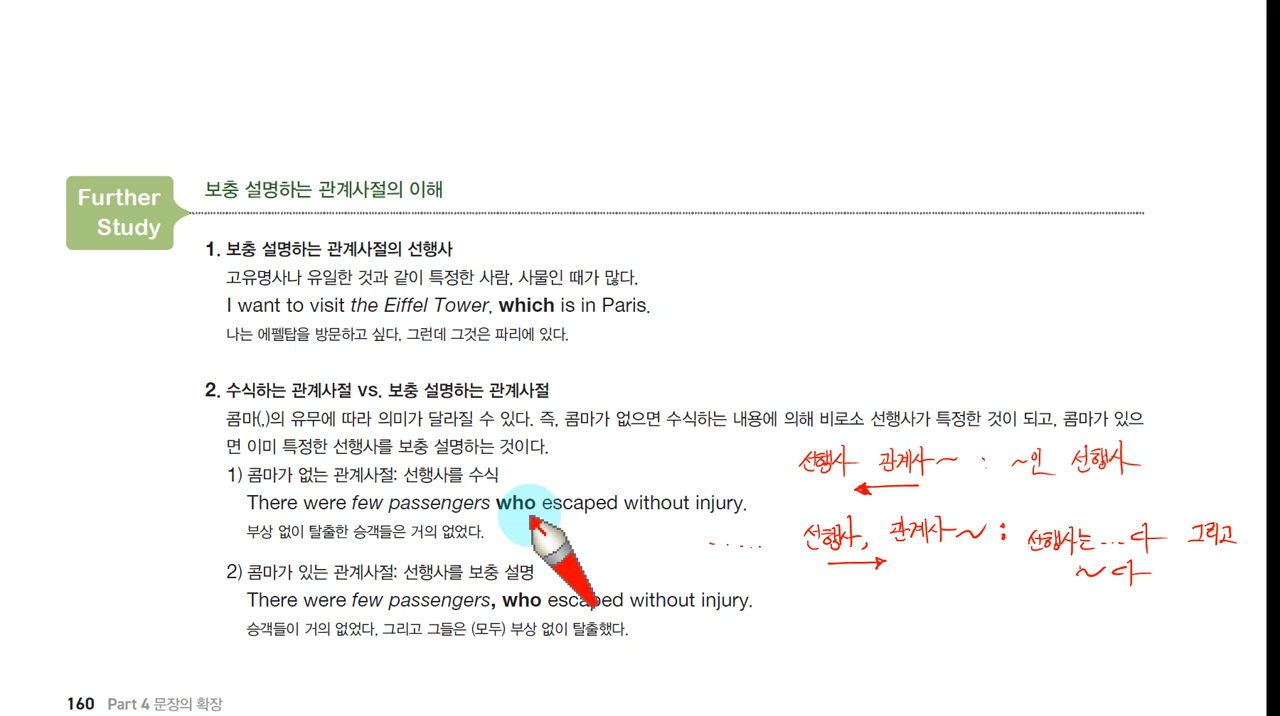 Further
Study
보충 설명하는 관계사절의 이해
1. 보충 설명하는 관계사절의 선행사
고유명사나 유일한 것과 같이 특정한 사람, 사물인 때가 많다.
I want to visit the Eiffel Tower, which is in Paris.
나는 에펠탑을 방문하고 싶다, 그런데 그것은 파리에 있다.
2. 수식하는 관계사절 vs. 보충 설명하는 관계사절
콤마(,)의 유무에 따라 의미가 달라질 수 있다. 즉, 콤마가 없으면 수식하는 내용에 의해 비로소 선행사가 특정한 것이 되고, 콤마가 있으
면 이미 특정한 선행사를 보충 설명하는 것이다.
1) 콤마가 없는 관계사절: 선행사를 수식
There were few passengers who escaped without injury.
부상 없이 탈출한 승객들은 거의 없었다.
2) 콤마가 있는 관계사절: 선행사를 보충 설명
There were few passengers, who escaped without injury.
승객들이 거의 없었다, 그리고 그들은 (모두) 부상 없이 탈출했다.
선행사 관계사~ : ~인 선행사
..... 선행사, 관계사~ : 선행사는 ...다 그리고
~다
160 Part 4 문장의 확장